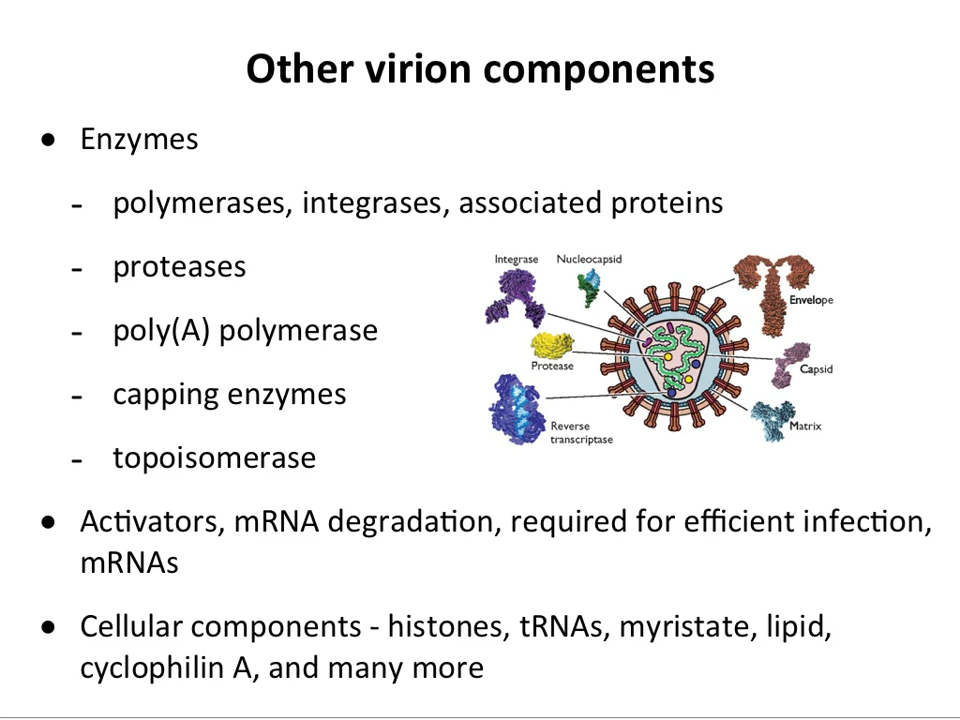 Other virion components
● Enzymes
- polymerases, integrases, associated proteins
- proteases
- poly(A) polymerase
- capping enzymes
- topoisomerase
Integrase
Nucleocapsid
Envelope
Protease
Capsid
Reverse
transcriptase
Matrix
● Activators, mRNA degradation, required for efficient infection,
mRNAs
● Cellular components - histones, tRNAs, myristate, lipid,
cyclophilin A, and many more